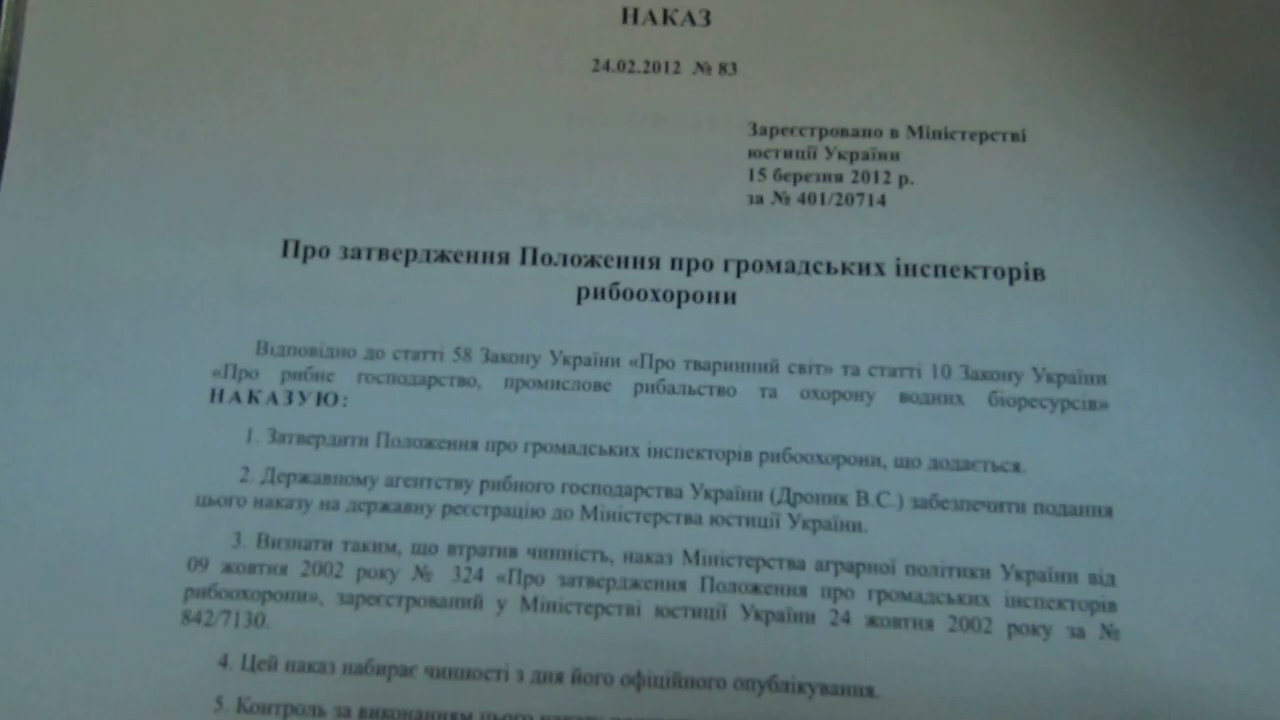 НАКАЗ
24.02.2012 № 83
Зареєстровано в Міністерстві
юстиції України
15 березня 2012 р.
за № 401/20714
Про затвердження Положення про громадських інспекторів
рибоохорони
Відповідно до статті 58 Закону України «Про тваринний світ» та статті 10 Закону України
«Про рибне господарство, промислове рибальство та охорону водних біоресурсів»
НАКАЗУЮ:
1. Затвердити Положення про громадських інспекторів рибоохорони, що додається.
2. Державному агентству рибного господарства України (Дроник В.С.) забезпечити подання
цього наказу на державну реєстрацію до Міністерства юстиції України.
3. Визнати таким, що втратив чинність, наказ Міністерства аграрної політики України від
09 жовтня 2002 року № 324 «Про затвердження Положення про громадських інспекторів
рибоохорони», зареєстрований у Міністерстві юстиції України 24 жовтня 2002 року за №
842/7130.
4. Цей наказ набирає чинності з дня його офіційного опублікування.
5. Контроль за виконанням цього наказу